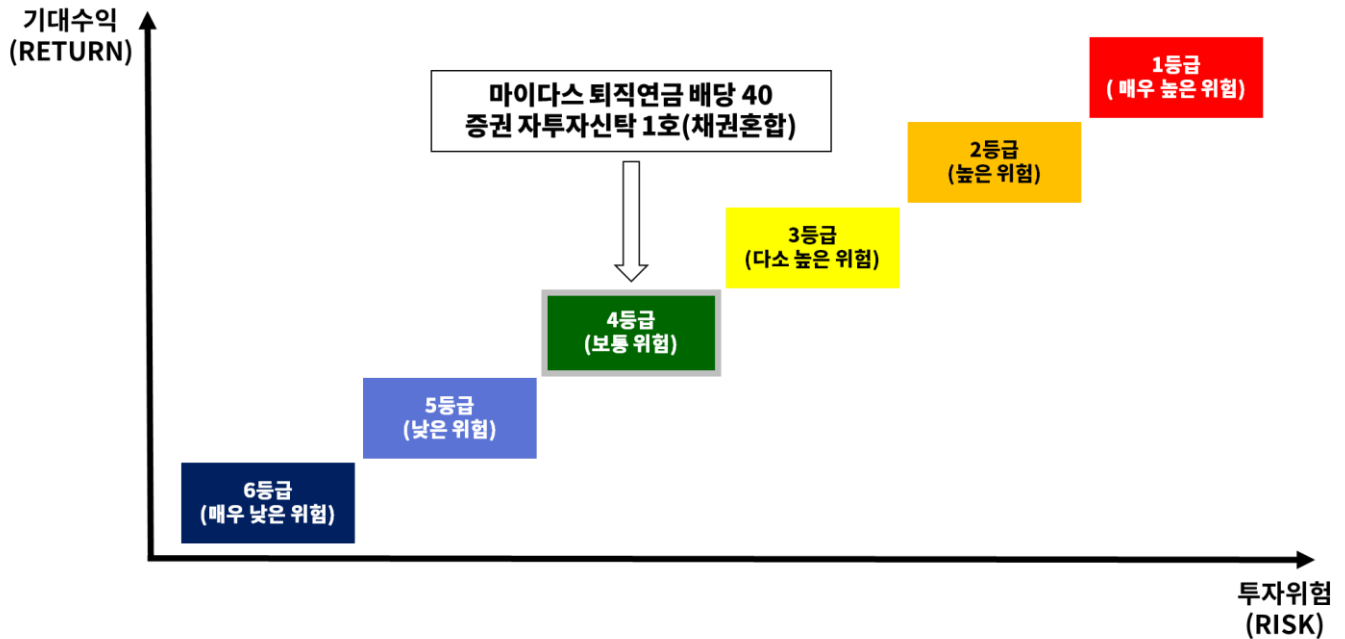 기대수익
(RETURN)
마이다스 퇴직연금 배당 40
증권 자투자신탁 1호(채권혼합)
1등급
( 매우 높은 위험)
2등급
(높은 위험)
3등급
(다소 높은 위험)
4등급
(보통 위험)
5등급
(낮은 위험)
6등급
(매우 낮은 위험)
투자위험
(RISK)